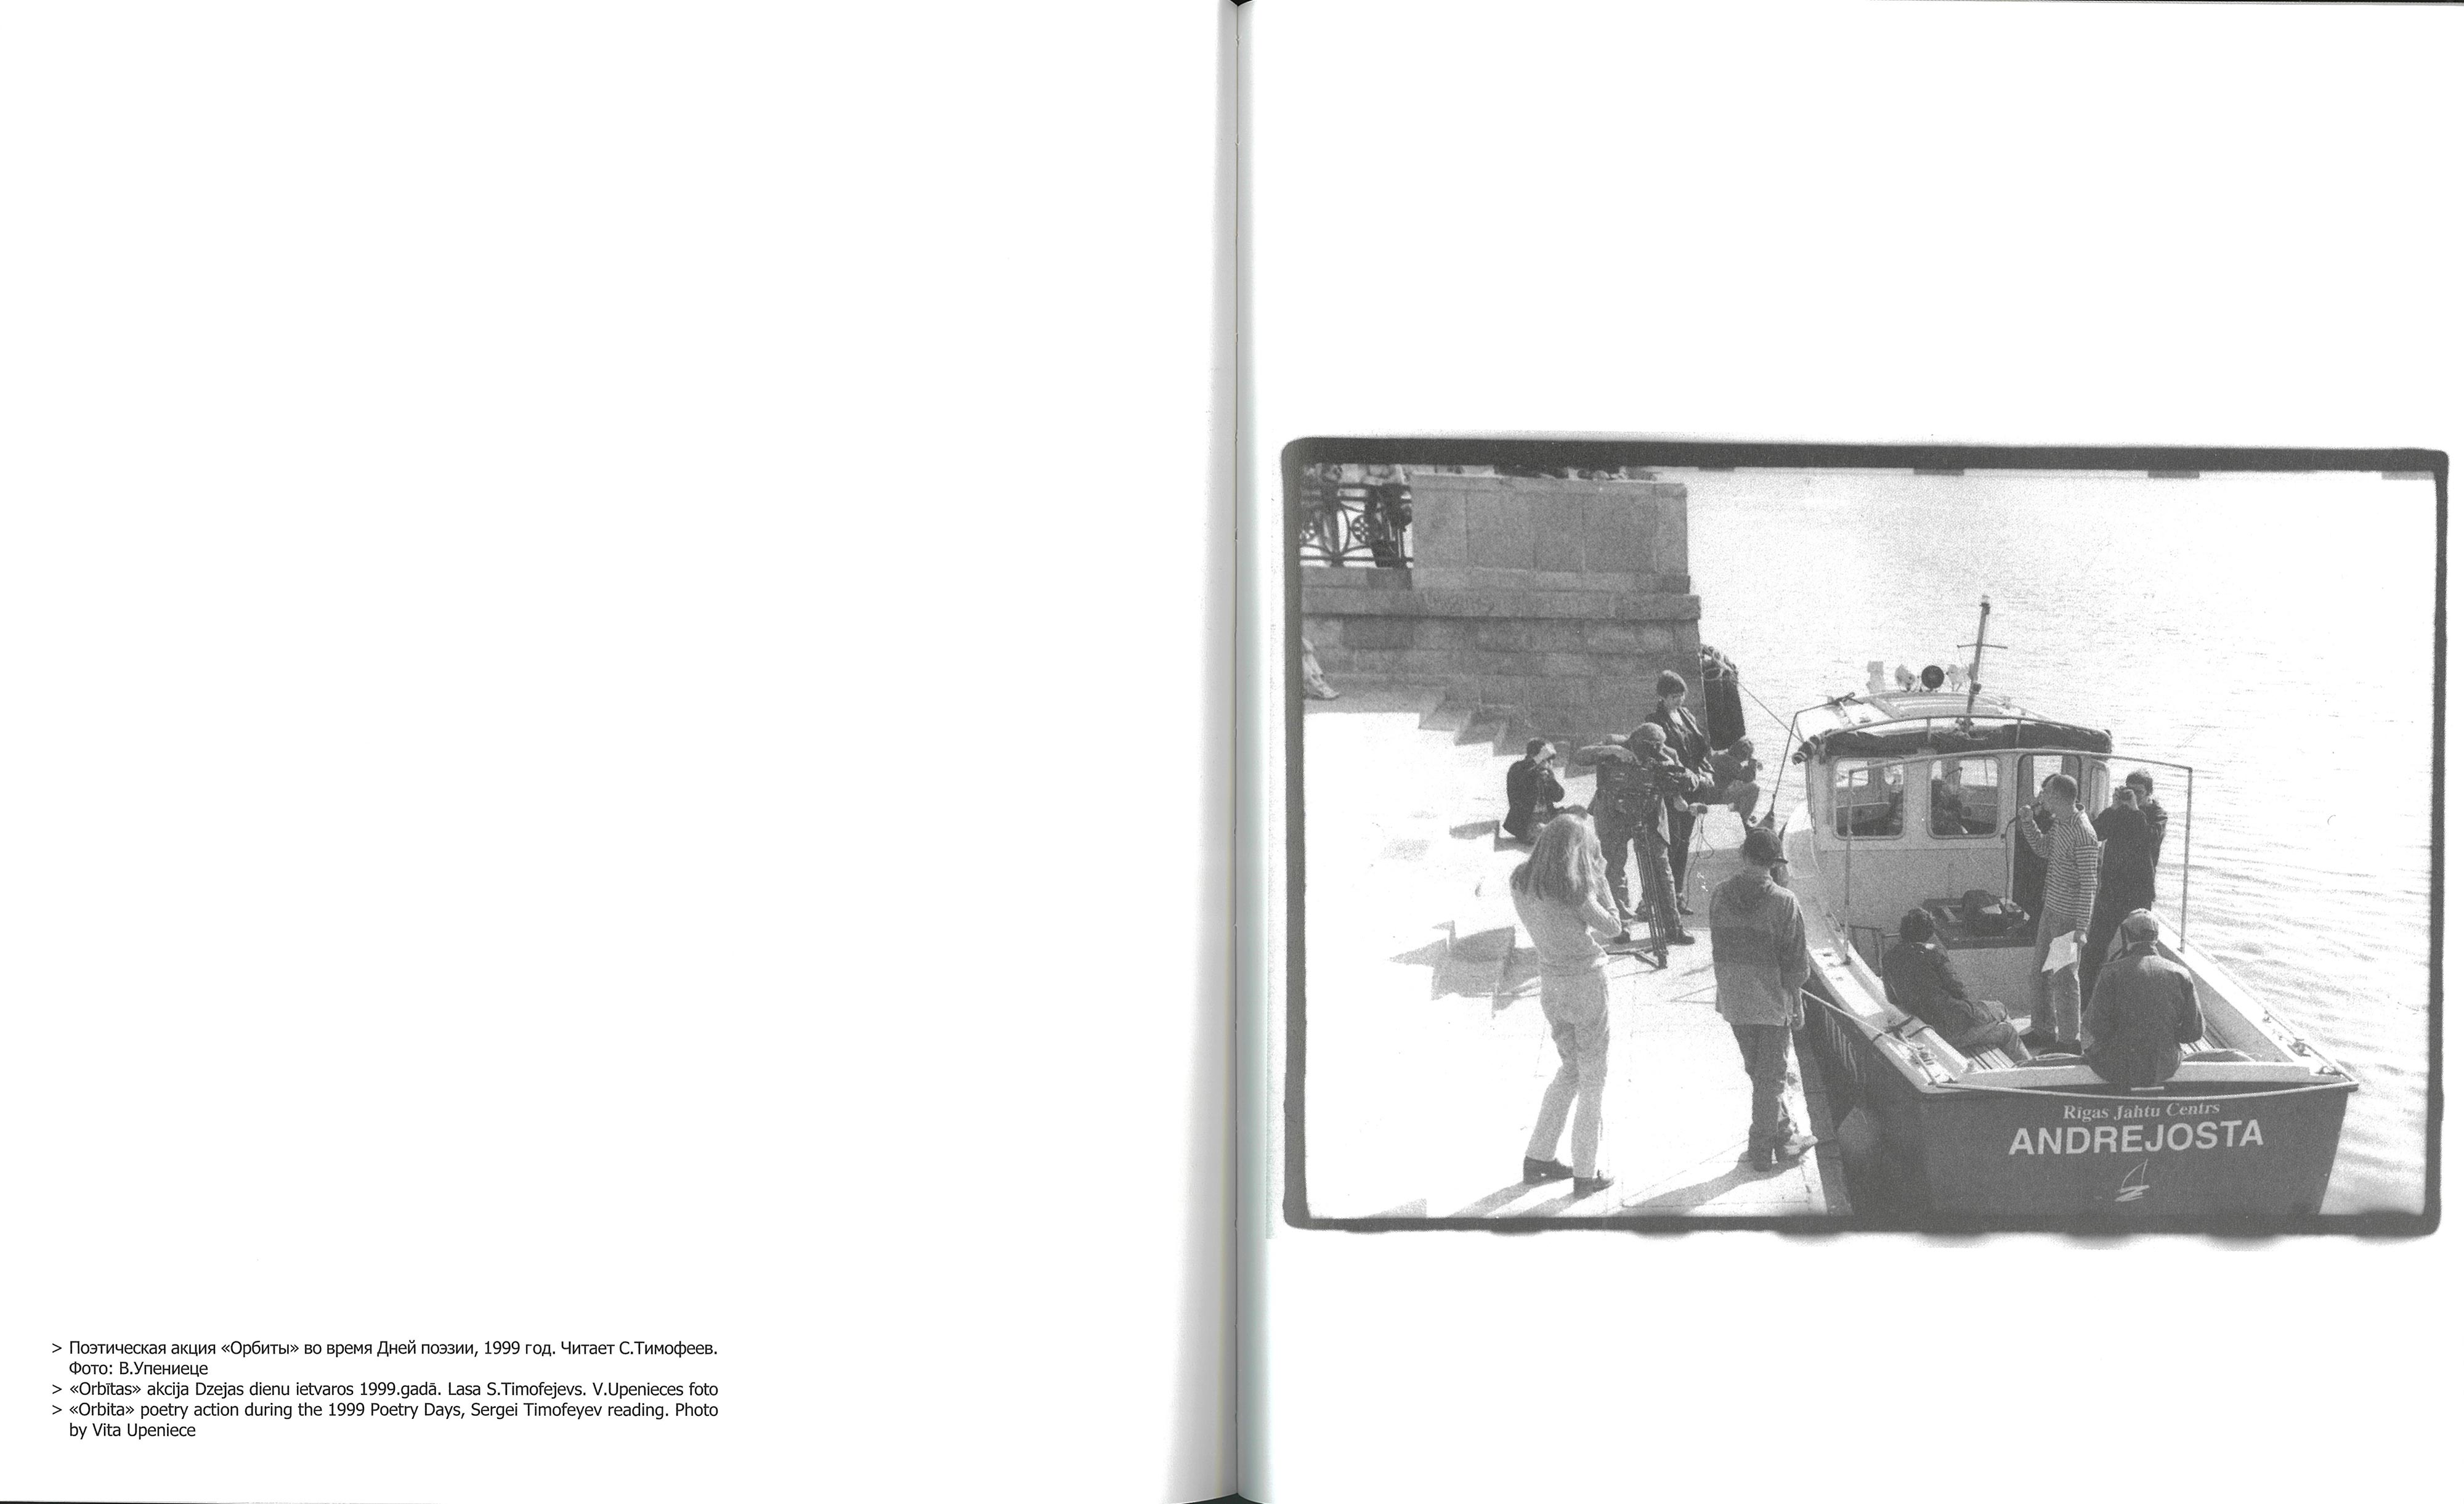 > Поэтическая акция «Орбиты» во время Дней поэзии, 1999 год. Читает С.Тимофеев.
Фото: В.Упениеце
> «Orbītas» akcija Dzejas dienu ietvaros 1999.gadā. Lasa S.Timofejevs. V.Upenieces foto
> «Orbita» poetry action during the 1999 Poetry Days, Sergei Timofeyev reading. Photo
by Vita Upeniece
Rīgas Jahtu Centrs
ANDREJOSTA